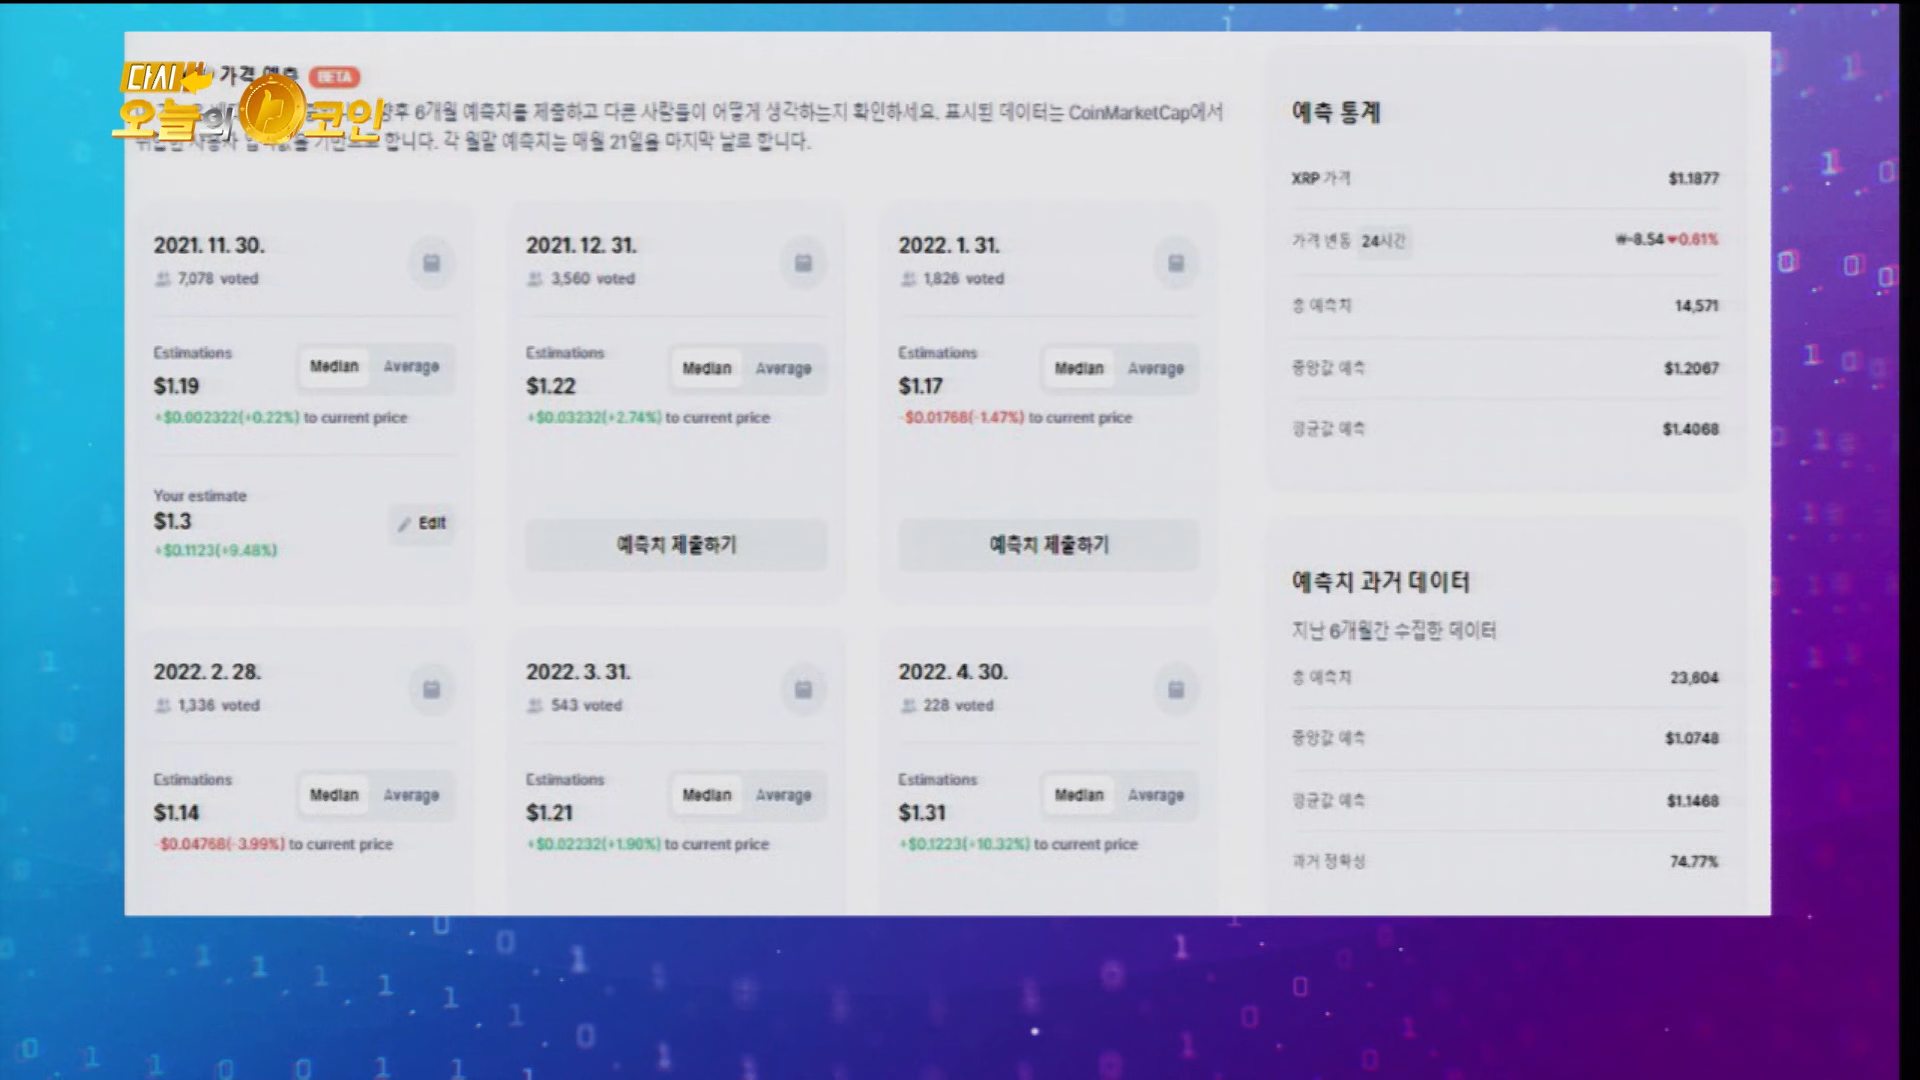 다시
오늘의 코인
가격 예측 BETA
향후 6개월 예측치를 제출하고 다른 사람들이 어떻게 생각하는지 확인하세요. 표시된 데이터는 CoinMarketCap에서
합니다. 각 월말 예측치는 매월 21일을 마지막 날로 합니다.
2021. 11. 30.
7,078 voted
Estimations
$1.19
Median Average
+$0.002322(+0.22%) to current price
Your estimate
$1.3
+$0.1123(+9.48%)
Edit
2021. 12. 31.
3,560 voted
Estimations
$1.22
Median Average
+$0.03232(+2.74%) to current price
예측치 제출하기
2022. 1. 31.
1,826 voted
Estimations
$1.17
Median Average
-$0.01768(-1.47%) to current price
예측치 제출하기
2022. 2. 28.
1,336 voted
Estimations
$1.14
Median Average
-$0.04768(-3.99%) to current price
2022. 3. 31.
543 voted
Estimations
$1.21
Median Average
+$0.02232(+1.90%) to current price
2022. 4. 30.
228 voted
Estimations
$1.31
Median Average
+$0.1223(+10.32%) to current price
예측 통계
XRP 가격 $1.1877
가격 변동 24시간 ₩-8.54▼0.61%
총 예측치 14,571
중앙값 예측 $1.2067
평균값 예측 $1.4068
예측치 과거 데이터
지난 6개월간 수집한 데이터
총 예측치 23,604
중앙값 예측 $1.0748
평균값 예측 $1.1468
과거 정확성 74.77%